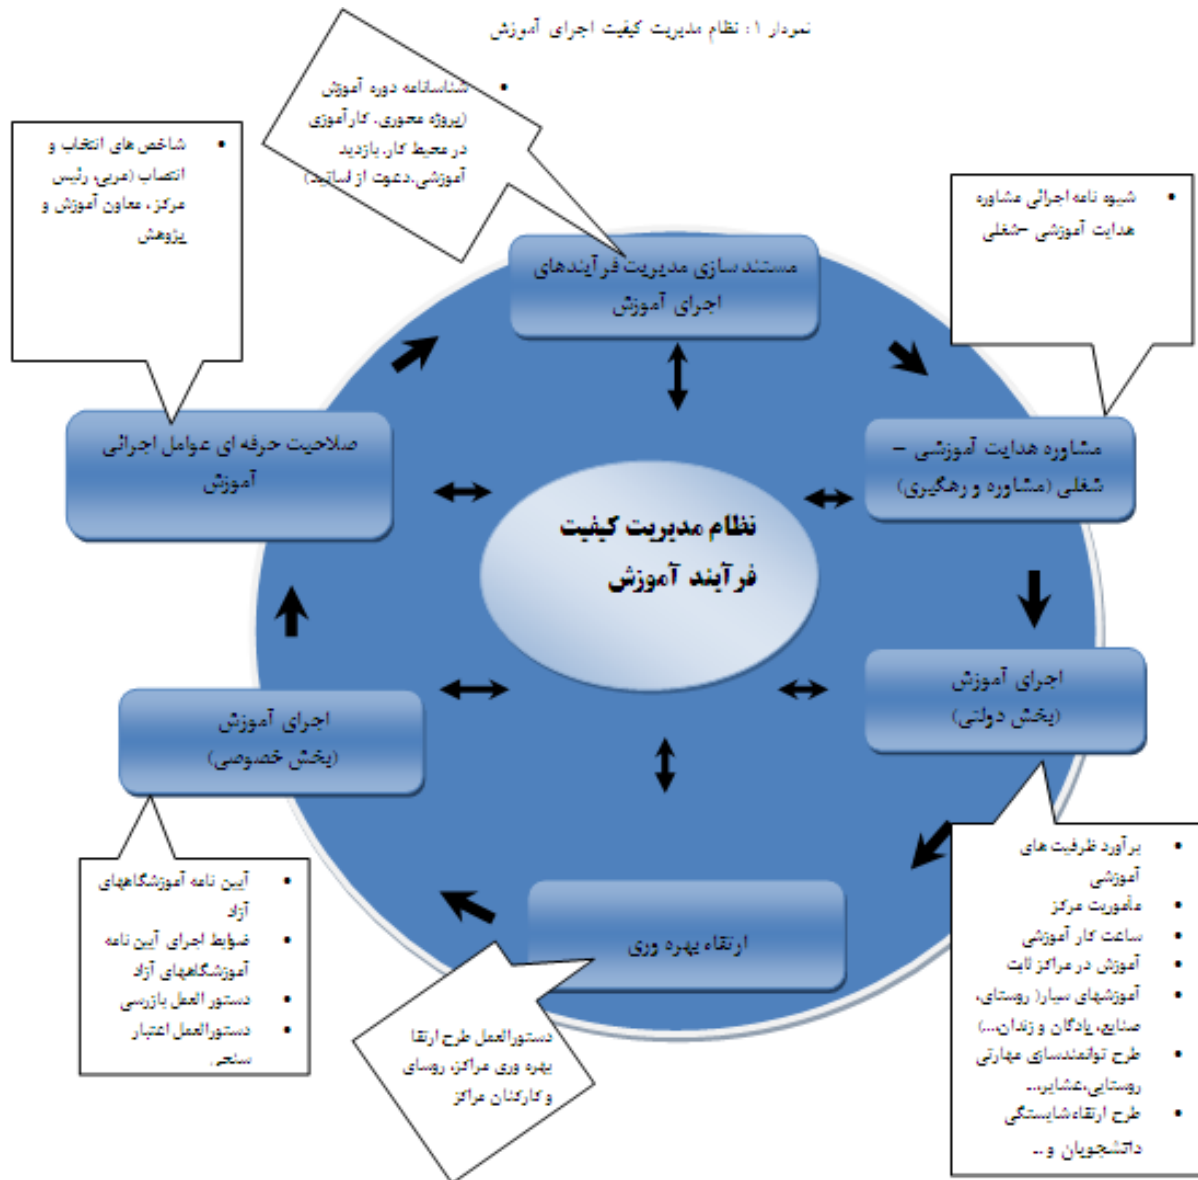 نمودار ۱: نظام مدیریت کیفیت اجرای آموزش
• شناسنامه دوره آموزش
(پروژه محوری، کارآموزی
در محیط کار، بازدید
آموزشی،دعوت از اساتید)
• شاخص های انتخاب و
انتصاب (مربی، رئیس
مرکز ، معاون آموزش و
پژوهش
• شیوه نامه اجرائی مشاوره
هدایت آموزشی –شغلی
مستند سازی مدیریت فرآیندهای
اجرای آموزش
صلاحیت حرفه ای عوامل اجرائی
آموزش
مشاوره هدایت آموزشی –
شغلی (مشاوره و رهگیری)
نظام مدیریت کیفیت
فرآیند آموزش
اجرای آموزش
(بخش خصوصی)
اجرای آموزش
(بخش دولتی)
ارتقاء بهره وری
• آیین نامه آموزشگاههای
آزاد
• ضوابط اجرای آیین نامه
آموزشگاههای آزاد
• دستور العمل بازرسی
• دستورالعمل اعتبار
سنجی
دستورالعمل طرح ارتقا
بهره وری مراکز، روسای
و کارکنان مراکز
• برآورد ظرفیت های
آموزشی
• مأموریت مرکز
• ساعت کار آموزشی
• آموزش در مراکز ثابت
• آموزشهای سیار( روستای،
صنایع، پادگان و زندان...)
• طرح توانمندسازی مهارتی
روستایی،عشایر،...
• طرح ارتقاء شایستگی
دانشجویان و ...